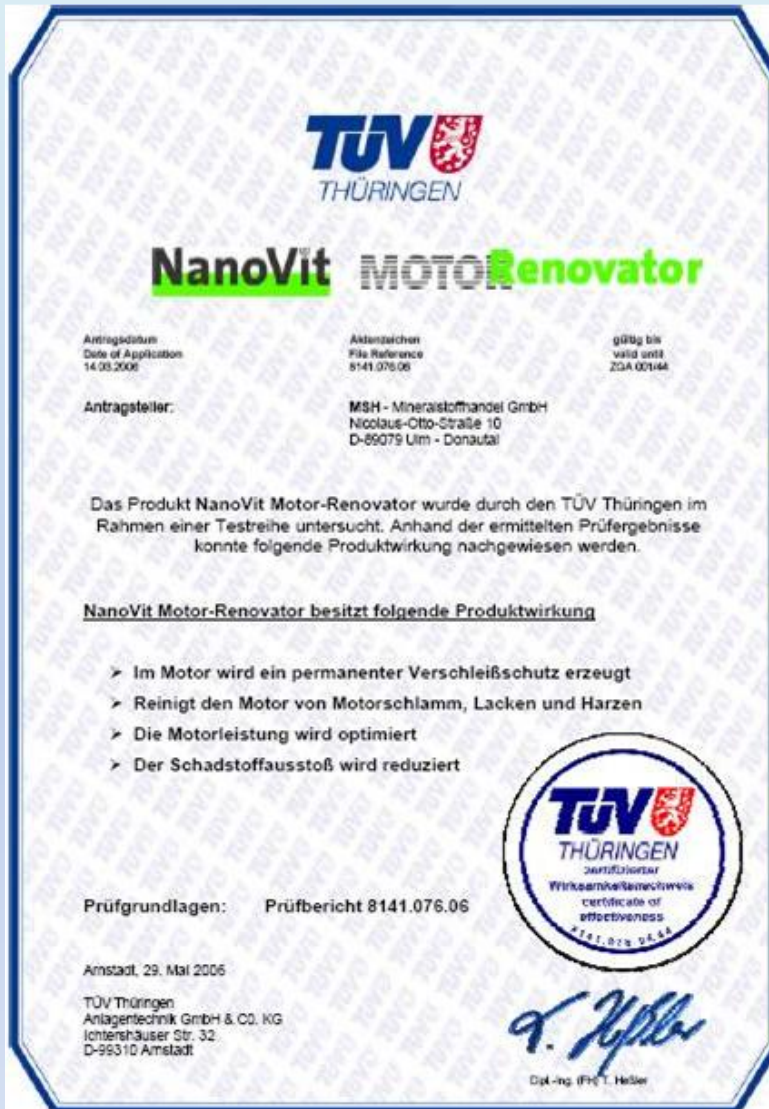 TÜV
THÜRINGEN
NanoVit MOTORenovator
Antragsdatum
Date of Application
14.03.2006
Aktenzeichen
File Reference
8141.076.06
gültig bis
valid until
ZGA 001/44
Antragsteller:
MSH - Mineralstoffhandel GmbH
Nicolaus-Otto-Straße 10
D-89079 Ulm - Donautal
Das Produkt NanoVit Motor-Renovator wurde durch den TÜV Thüringen im
Rahmen einer Testreihe untersucht. Anhand der ermittelten Prüfergebnisse
konnte folgende Produktwirkung nachgewiesen werden.
NanoVit Motor-Renovator besitzt folgende Produktwirkung
➢ Im Motor wird ein permanenter Verschleißschutz erzeugt
➢ Reinigt den Motor von Motorschlamm, Lacken und Harzen
➢ Die Motorleistung wird optimiert
➢ Der Schadstoffausstoß wird reduziert
TÜV
THÜRINGEN
zertifizierter
Wirksamkeitsnachweis
certificate of
effectiveness
Prüfgrundlagen: Prüfbericht 8141.076.06
Arnstadt, 29. Mai 2006
TÜV Thüringen
Anlagentechnik GmbH & C0. KG
Ichtershäuser Str. 32
D-99310 Arnstadt
Dipl.-Ing. (FH) T. Heßler